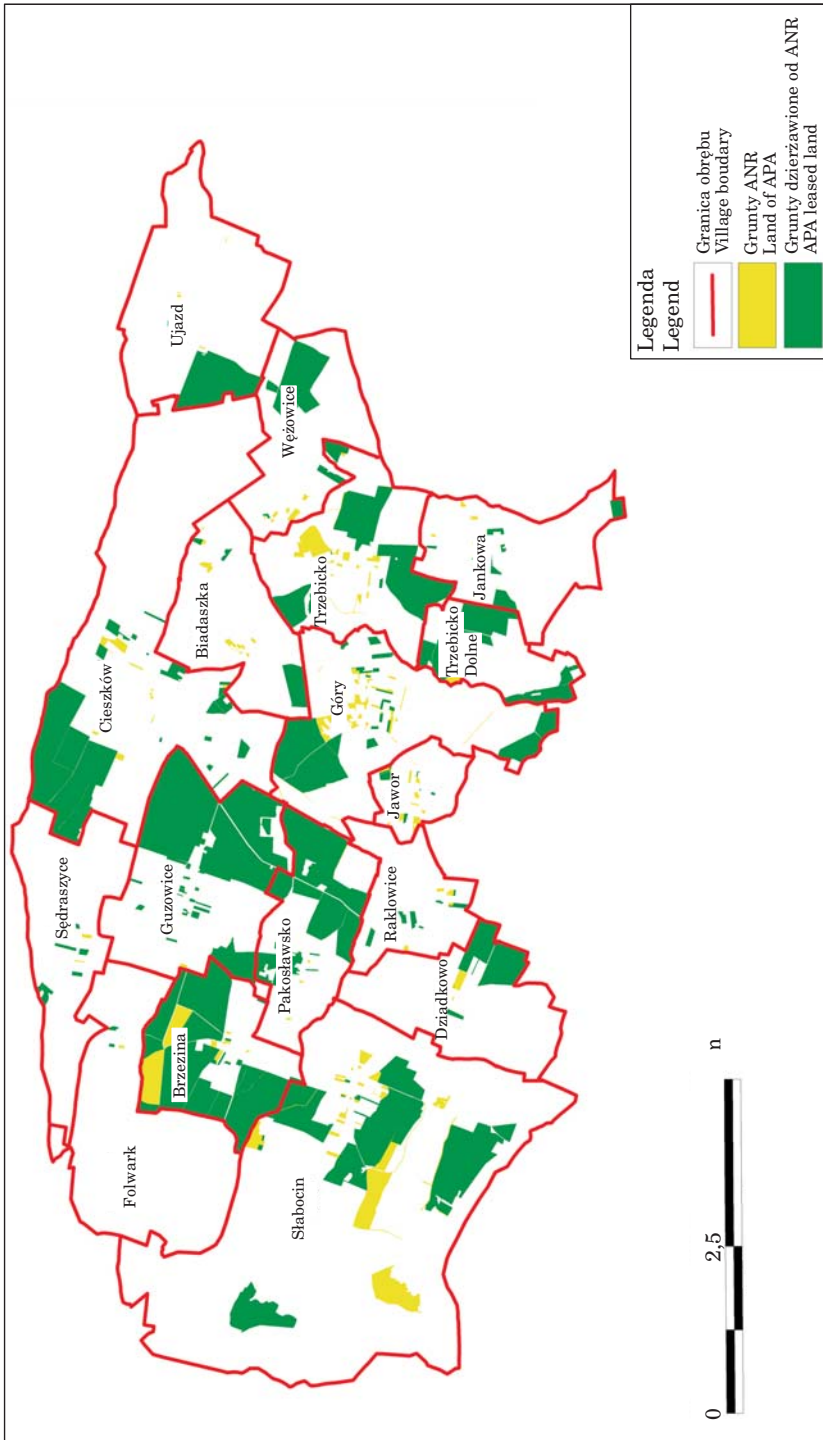 Ujazd
Cieszków
Sędraszyce
Folwark
Biadaszka
Wężowice
Guzowice
Brzezina
Trzebicko
Góry
Pakosławsko
Słabocin
Jankowa
Trzebicko
Dolne
Jawor
Raklowice
Dziadkowo
0
2,5
n
Legenda
Legend
Granica obrębu
Village boudary
Grunty ANR
Land of APA
Grunty dzierżawione od ANR
APA leased land